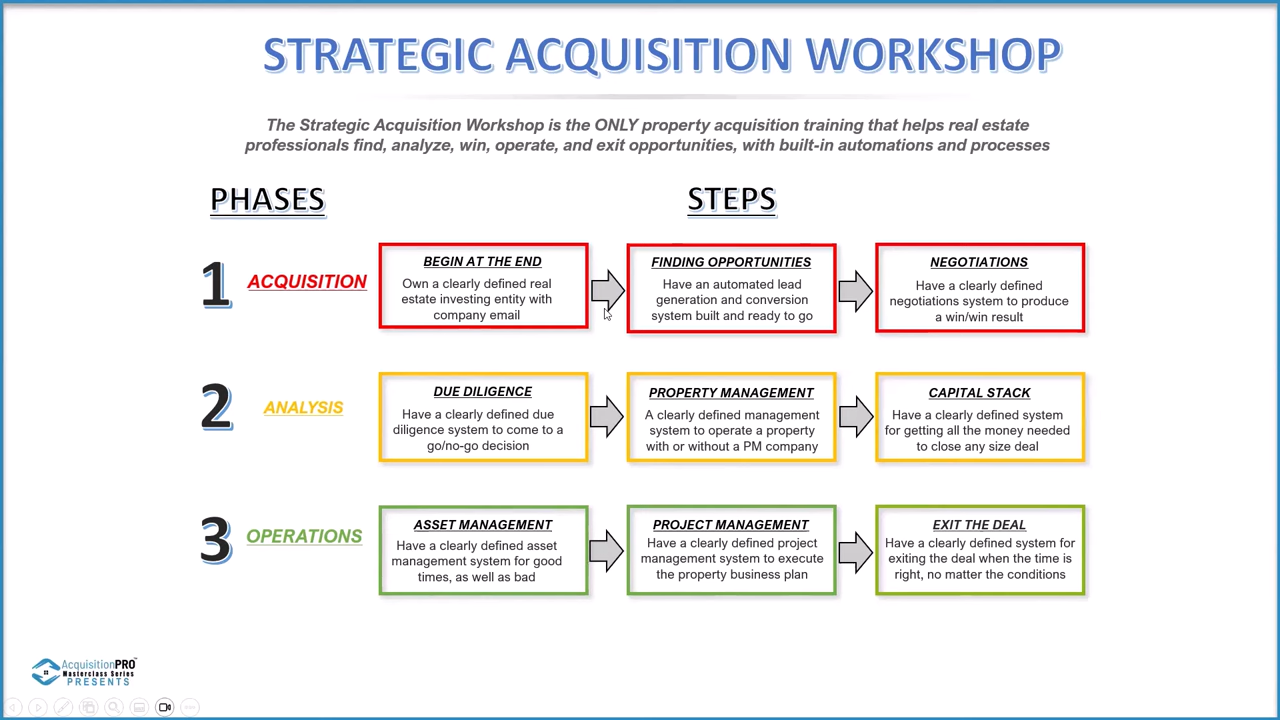 STRATEGIC ACQUISITION WORKSHOP
The Strategic Acquisition Workshop is the ONLY property acquisition training that helps real estate
professionals find, analyze, win, operate, and exit opportunities, with built-in automations and processes
PHASES
STEPS
1
ACQUISITION
BEGIN AT THE END
Own a clearly defined real
estate investing entity with
company email
FINDING OPPORTUNITIES
Have an automated lead
generation and conversion
system built and ready to go
NEGOTIATIONS
Have a clearly defined
negotiations system to produce
a win/win result
2
ANALYSIS
DUE DILIGENCE
Have a clearly defined due
diligence system to come to a
go/no-go decision
PROPERTY MANAGEMENT
A clearly defined management
system to operate a property
with or without a PM company
CAPITAL STACK
Have a clearly defined system
for getting all the money needed
to close any size deal
3
OPERATIONS
ASSET MANAGEMENT
Have a clearly defined asset
management system for good
times, as well as bad
PROJECT MANAGEMENT
Have a clearly defined project
management system to execute
the property business plan
EXIT THE DEAL
Have a clearly defined system for
exiting the deal when the time is
right, no matter the conditions
AcquisitionPRO™
Masterclass Series
PRESENTS